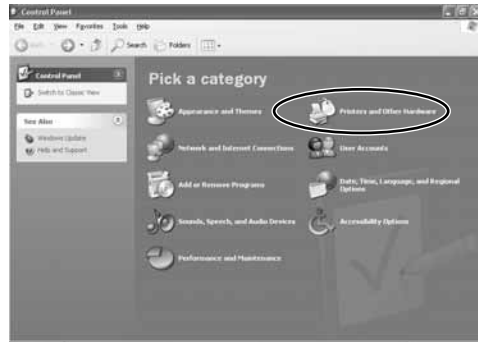 Control Panel
File Edit View Favorites Tools Help
Search Folders
Control Panel
Switch to Classic View
See Also
Windows Update
Help and Support
Pick a category
Appearance and Themes
Printers and Other Hardware
Network and Internet Connections
User Accounts
Add or Remove Programs
Date, Time, Language, and Regional
Options
Sounds, Speech, and Audio Devices
Accessibility Options
Performance and Maintenance